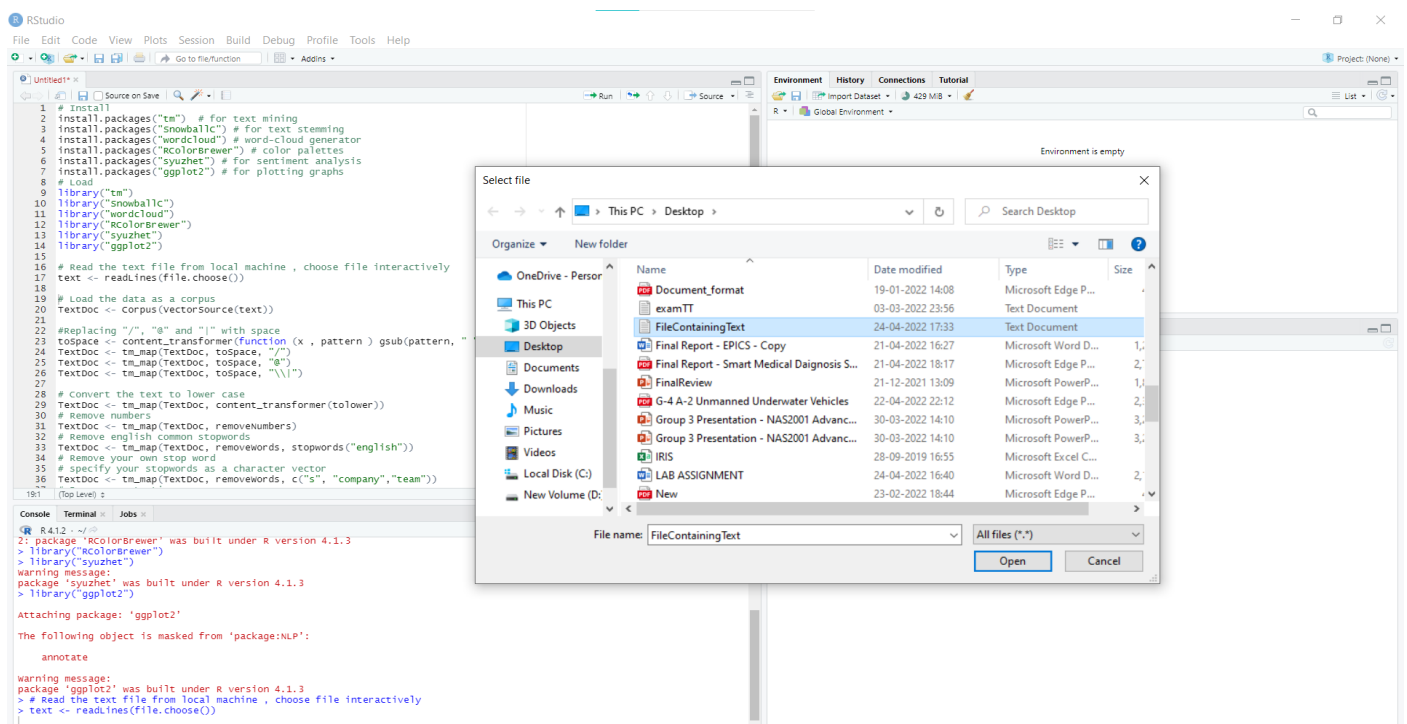 RStudio
File Edit Code View Plots Session Build Debug Profile Tools Help
Go to file/function Addins Project: (None)
Untitled1*
Source on Save Run Source
1 # Install
2 install.packages("tm") # for text mining
3 install.packages("SnowballC") # for text stemming
4 install.packages("wordcloud") # word-cloud generator
5 install.packages("RColorBrewer") # color palettes
6 install.packages("syuzhet") # for sentiment analysis
7 install.packages("ggplot2") # for plotting graphs
8 # Load
9 library("tm")
10 library("SnowballC")
11 library("wordcloud")
12 library("RColorBrewer")
13 library("syuzhet")
14 library("ggplot2")
15
16 # Read the text file from local machine , choose file interactively
17 text <- readLines(file.choose())
18
19 # Load the data as a corpus
20 TextDoc <- Corpus(VectorSource(text))
21
22 #Replacing "/", "@" and "|" with space
23 toSpace <- content_transformer(function (x , pattern ) gsub(pattern, "
24 TextDoc <- tm_map(TextDoc, toSpace, "/")
25 TextDoc <- tm_map(TextDoc, toSpace, "@")
26 TextDoc <- tm_map(TextDoc, toSpace, "\\|")
27
28 # Convert the text to lower case
29 TextDoc <- tm_map(TextDoc, content_transformer(tolower))
30 # Remove numbers
31 TextDoc <- tm_map(TextDoc, removeNumbers)
32 # Remove english common stopwords
33 TextDoc <- tm_map(TextDoc, removeWords, stopwords("english"))
34 # Remove your own stop word
35 # specify your stopwords as a character vector
36 TextDoc <- tm_map(TextDoc, removeWords, c("s", "company","team"))
19:1 (Top Level)
Console Terminal Jobs
R 4.1.2 · ~/
2: package 'RColorBrewer' was built under R version 4.1.3
> library("RColorBrewer")
> library("syuzhet")
Warning message:
package 'syuzhet' was built under R version 4.1.3
> library("ggplot2")
Attaching package: 'ggplot2'
The following object is masked from 'package:NLP':
annotate
Warning message:
package 'ggplot2' was built under R version 4.1.3
> # Read the text file from local machine , choose file interactively
> text <- readLines(file.choose())
Environment History Connections Tutorial
Import Dataset 429 MiB List
R Global Environment
Environment is empty
Select file
This PC > Desktop > Search Desktop
Organize New folder
OneDrive - Person
This PC
3D Objects
Desktop
Documents
Downloads
Music
Pictures
Videos
Local Disk (C:)
New Volume (D:
Name Date modified Type Size
Document_format 19-01-2022 14:08 Microsoft Edge P...
examTT 03-03-2022 23:56 Text Document
FileContainingText 24-04-2022 17:33 Text Document
Final Report - EPICS - Copy 21-04-2022 16:27 Microsoft Word D...
Final Report - Smart Medical Daignosis S... 21-04-2022 18:17 Microsoft Edge P...
FinalReview 21-12-2021 13:09 Microsoft PowerP...
G-4 A-2 Unmanned Underwater Vehicles 22-04-2022 22:12 Microsoft Edge P...
Group 3 Presentation - NAS2001 Advanc... 30-03-2022 14:10 Microsoft PowerP...
Group 3 Presentation - NAS2001 Advanc... 30-03-2022 14:10 Microsoft PowerP...
IRIS 28-09-2019 16:55 Microsoft Excel C...
LAB ASSIGNMENT 24-04-2022 16:40 Microsoft Word D...
New 23-02-2022 18:44 Microsoft Edge P...
File name: FileContainingText All files (*.*)
Open Cancel